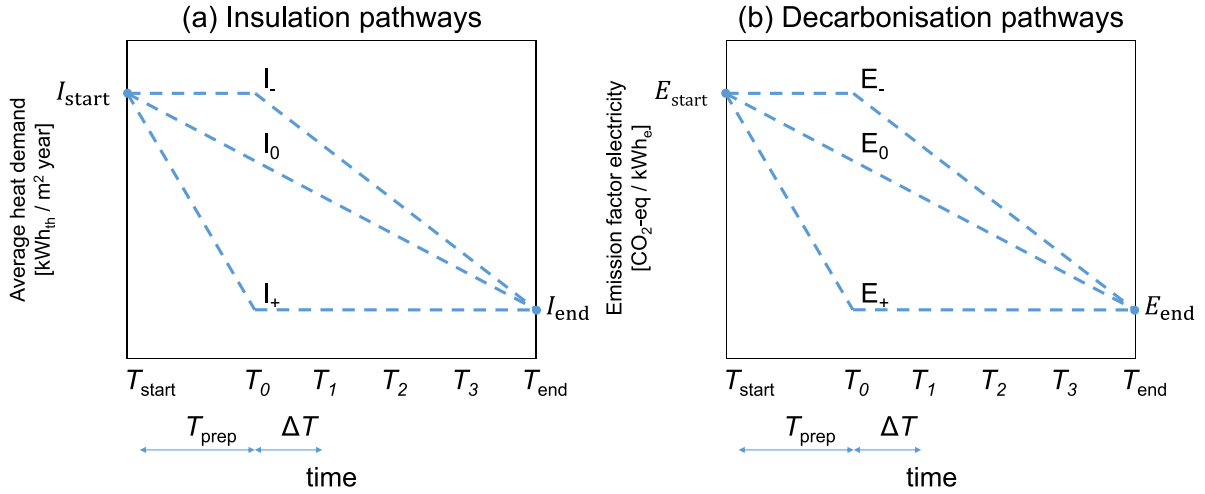 (a) Insulation pathways
Average heat demand
[kWhth / m2 year]
Istart
I-
I0
I+
Iend
Tstart T0 T1 T2 T3 Tend
Tprep ΔT
time
(b) Decarbonisation pathways
Emission factor electricity
[CO2-eq / kWhe]
Estart
E-
E0
E+
Eend
Tstart T0 T1 T2 T3 Tend
Tprep ΔT
time